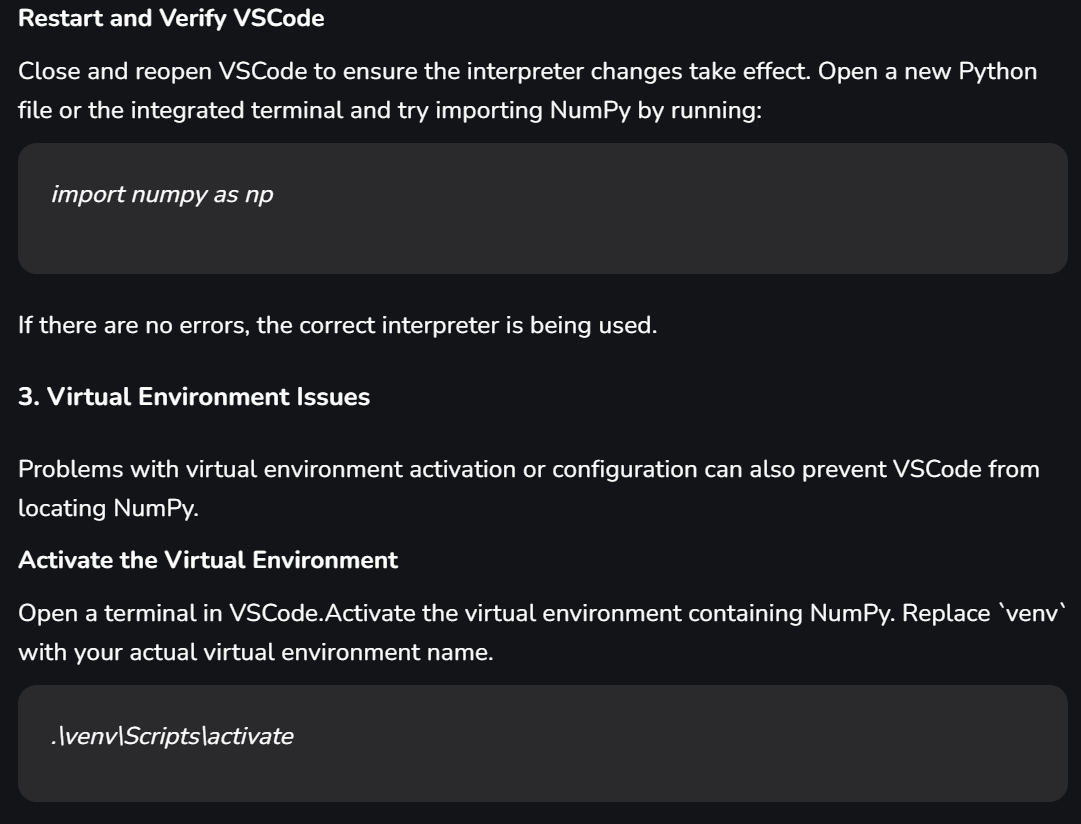 Restart and Verify VSCode
Close and reopen VSCode to ensure the interpreter changes take effect. Open a new Python
file or the integrated terminal and try importing NumPy by running:
import numpy as np
If there are no errors, the correct interpreter is being used.
3. Virtual Environment Issues
Problems with virtual environment activation or configuration can also prevent VSCode from
locating NumPy.
Activate the Virtual Environment
Open a terminal in VSCode.Activate the virtual environment containing NumPy. Replace `venv`
with your actual virtual environment name.
.\venv\Scripts\activate